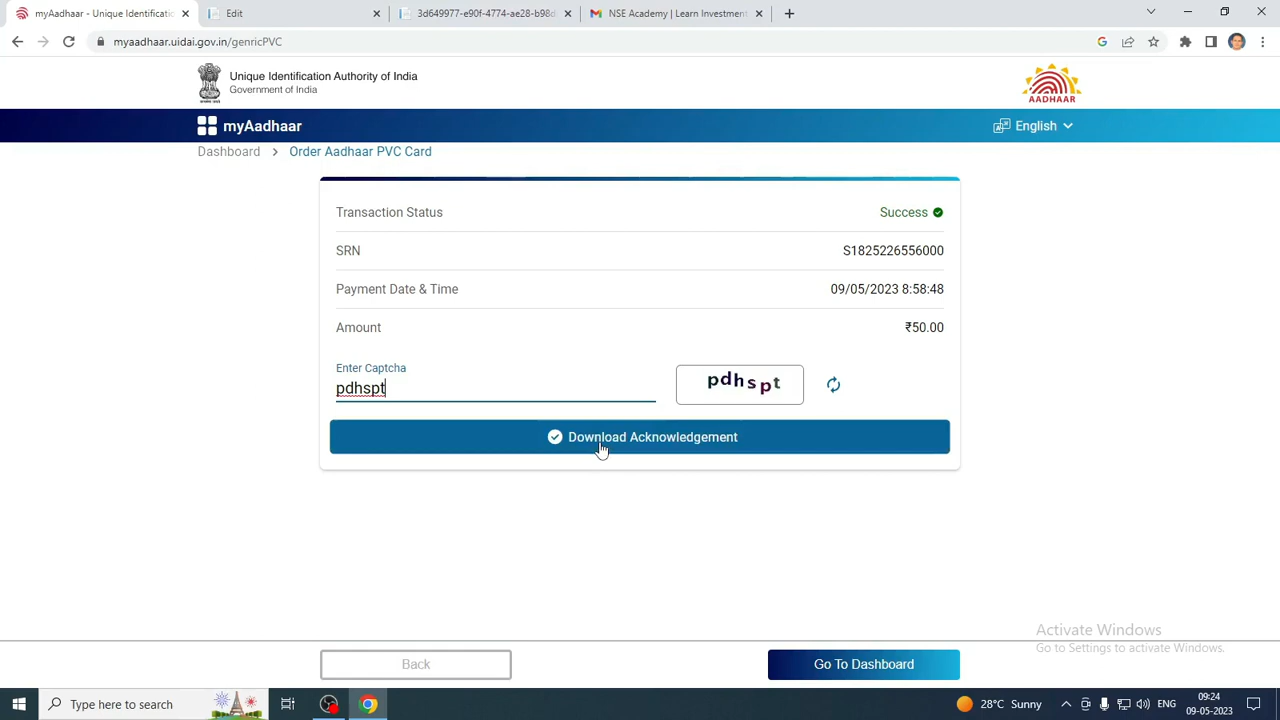 myAadhaar - Unique Identificatio
Edit
3d649977-e90f-4774-ae28-b98d
NSE Academy | Learn Investment
myaadhaar.uidai.gov.in/genricPVC
Unique Identification Authority of India
Government of India
AADHAAR
myAadhaar
English
Dashboard > Order Aadhaar PVC Card
Transaction Status Success
SRN S1825226556000
Payment Date & Time 09/05/2023 8:58:48
Amount ₹50.00
Enter Captcha
pdhspt pdhspt
Download Acknowledgement
Activate Windows
Go to Settings to activate Windows.
Back Go To Dashboard
Type here to search 28°C Sunny ENG 09:24
09-05-2023